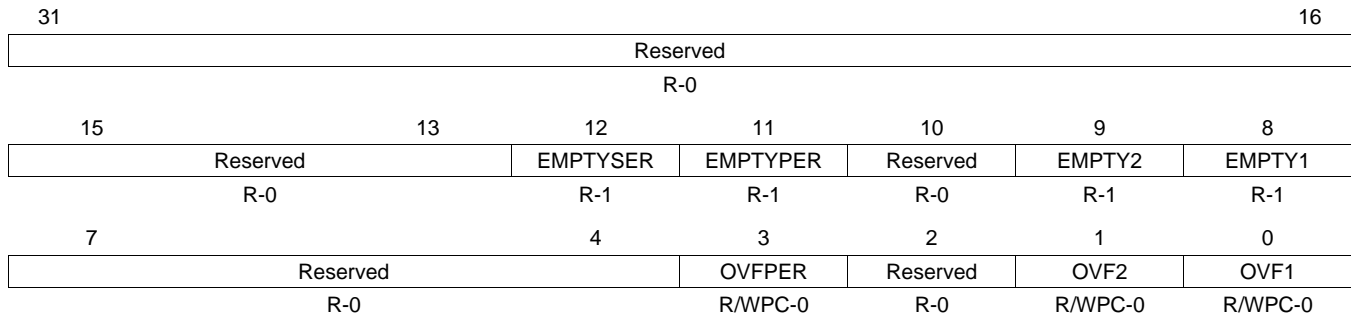 31 16
Reserved
R-0
15 13 12 11 10 9 8
Reserved EMPTYSER EMPTYPER Reserved EMPTY2 EMPTY1
R-0 R-1 R-1 R-0 R-1 R-1
7 4 3 2 1 0
Reserved OVFPER Reserved OVF2 OVF1
R-0 R/WPC-0 R-0 R/WPC-0 R/WPC-0